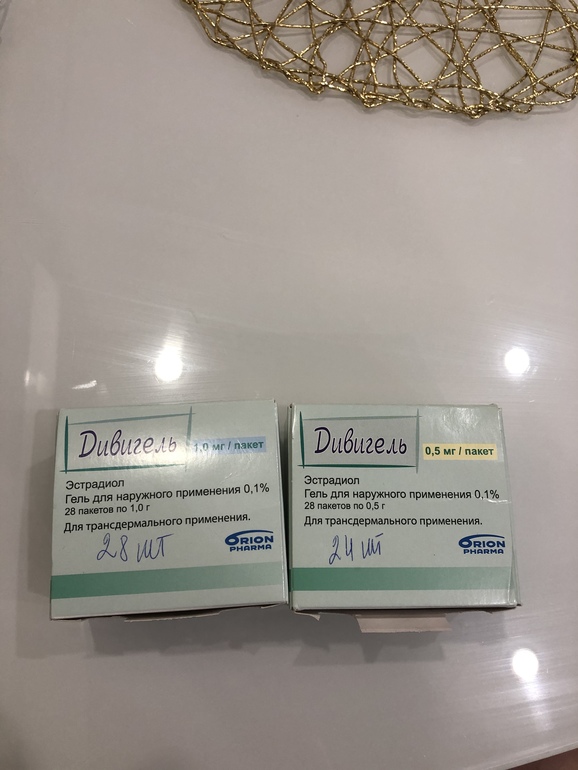 Дивигель 1,0 мг / пакет
Эстрадиол
Гель для наружного применения 0,1%
28 пакетов по 1,0 г
Для трансдермального применения.
28 шт
ORION
PHARMA
Дивигель 0,5 мг / пакет
Эстрадиол
Гель для наружного применения 0,1%
28 пакетов по 0,5 г
Для трансдермального применения.
24 шт
ORION
PHARMA